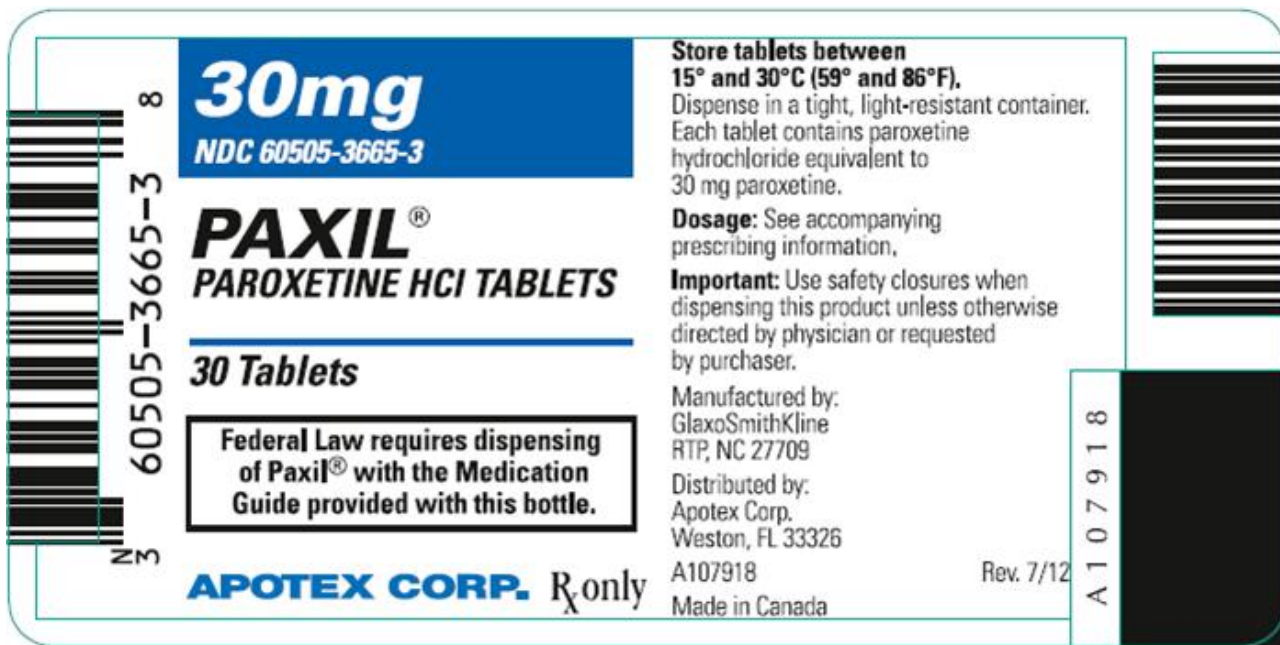 30mg
NDC 60505-3665-3
PAXIL®
PAROXETINE HCl TABLETS
30 Tablets
Federal Law requires dispensing
of Paxil® with the Medication
Guide provided with this bottle.
APOTEX CORP. Rx only
Store tablets between
15° and 30°C (59° and 86°F).
Dispense in a tight, light-resistant container.
Each tablet contains paroxetine
hydrochloride equivalent to
30 mg paroxetine.
Dosage: See accompanying
prescribing information.
Important: Use safety closures when
dispensing this product unless otherwise
directed by physician or requested
by purchaser.
Manufactured by:
GlaxoSmithKline
RTP, NC 27709
Distributed by:
Apotex Corp.
Weston, FL 33326
A107918 Rev. 7/12
Made in Canada
N 3 60505-3665-3 8
A107918